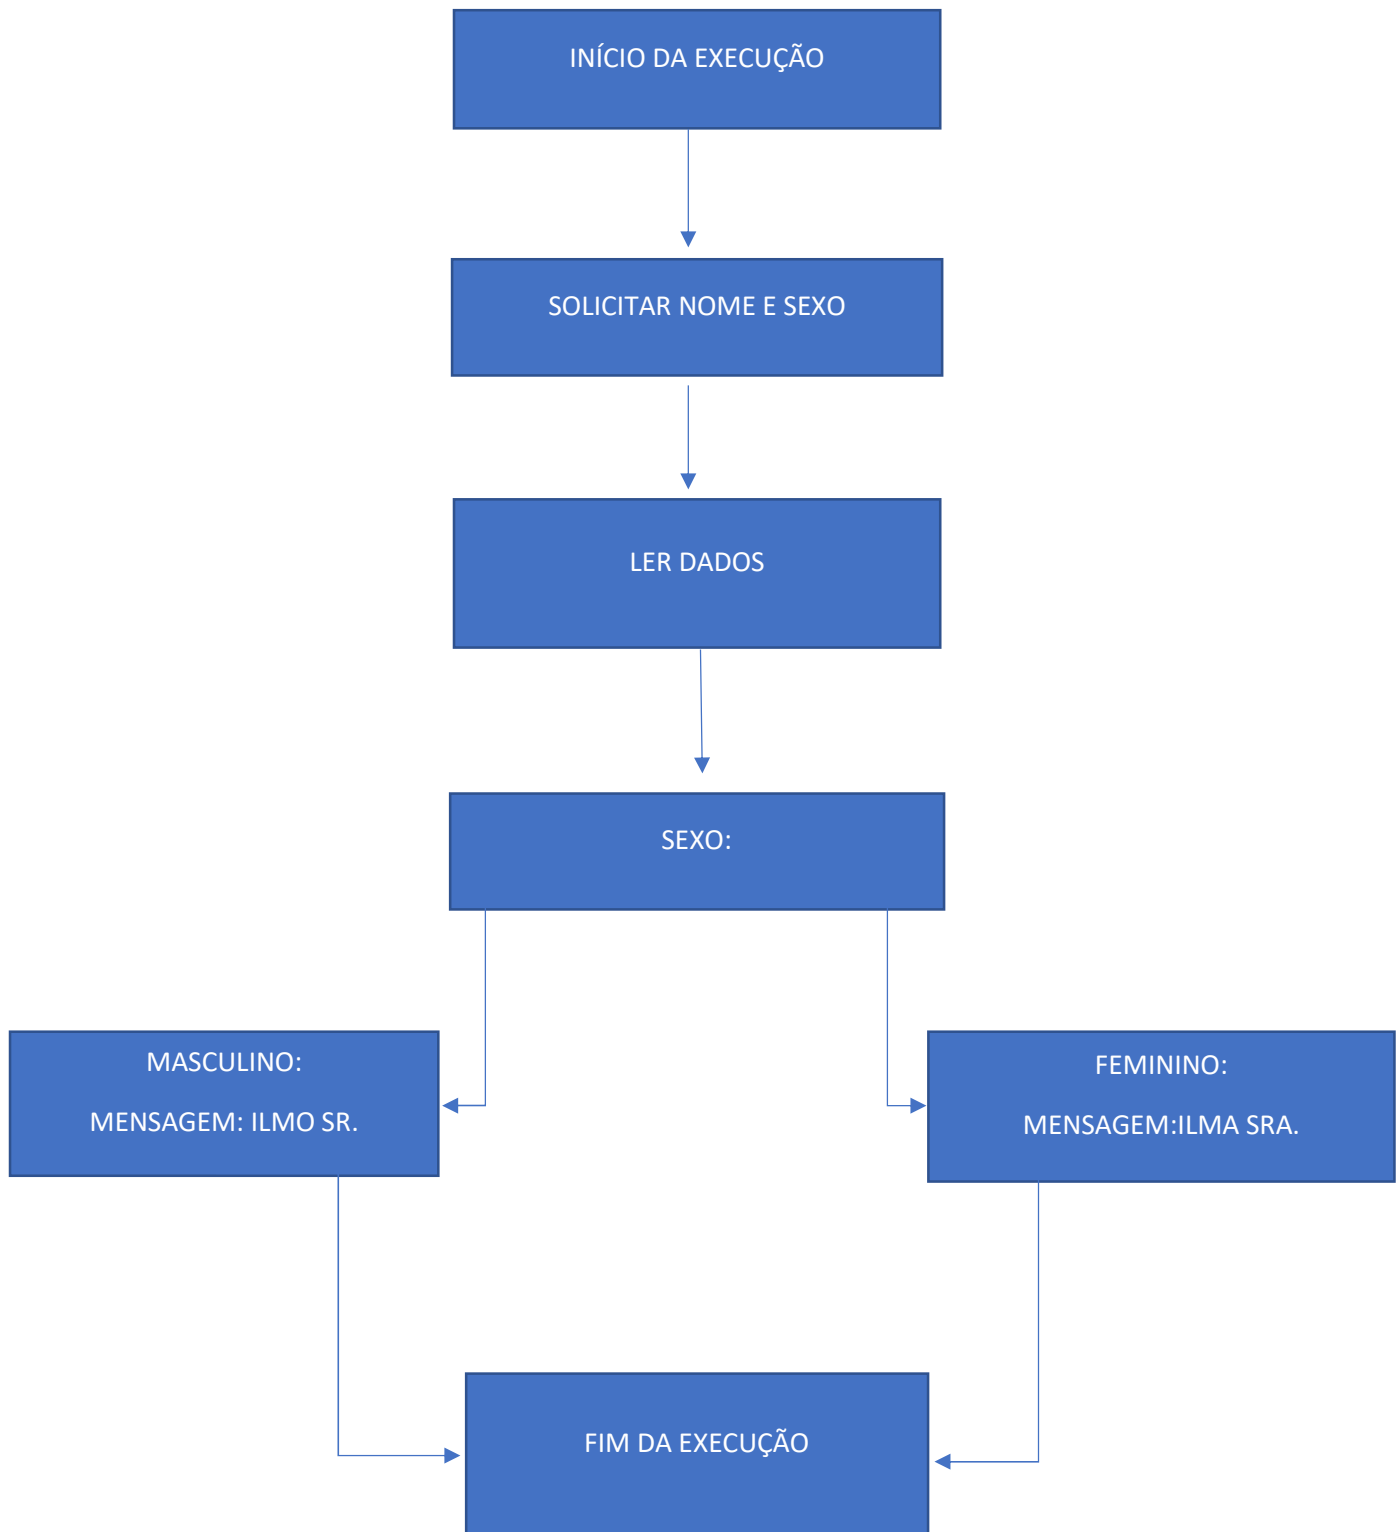 INÍCIO DA EXECUÇÃO
SOLICITAR NOME E SEXO
LER DADOS
SEXO:
MASCULINO:
MENSAGEM: ILMO SR.
FEMININO:
MENSAGEM:ILMA SRA.
FIM DA EXECUÇÃO